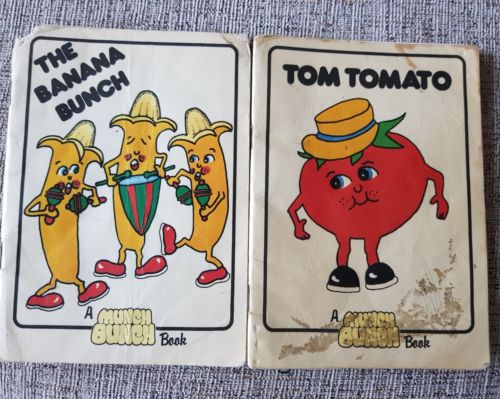 THE
BANANA
BUNCH
A MUNCH
BUNCH Book
TOM TOMATO
A MUNCH
BUNCH Book